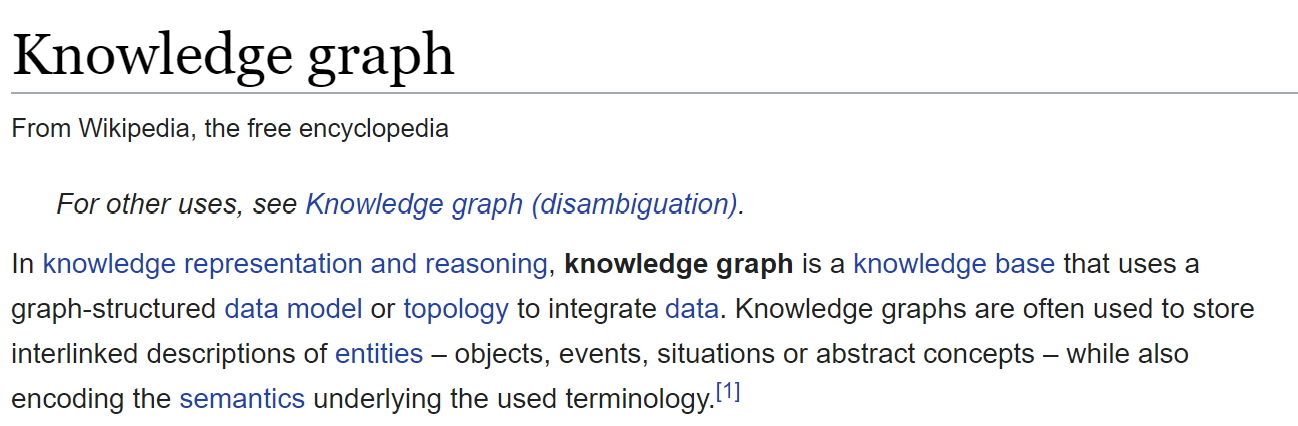 Knowledge graph
From Wikipedia, the free encyclopedia
For other uses, see Knowledge graph (disambiguation).
In knowledge representation and reasoning, knowledge graph is a knowledge base that uses a
graph-structured data model or topology to integrate data. Knowledge graphs are often used to store
interlinked descriptions of entities – objects, events, situations or abstract concepts – while also
encoding the semantics underlying the used terminology.[1]